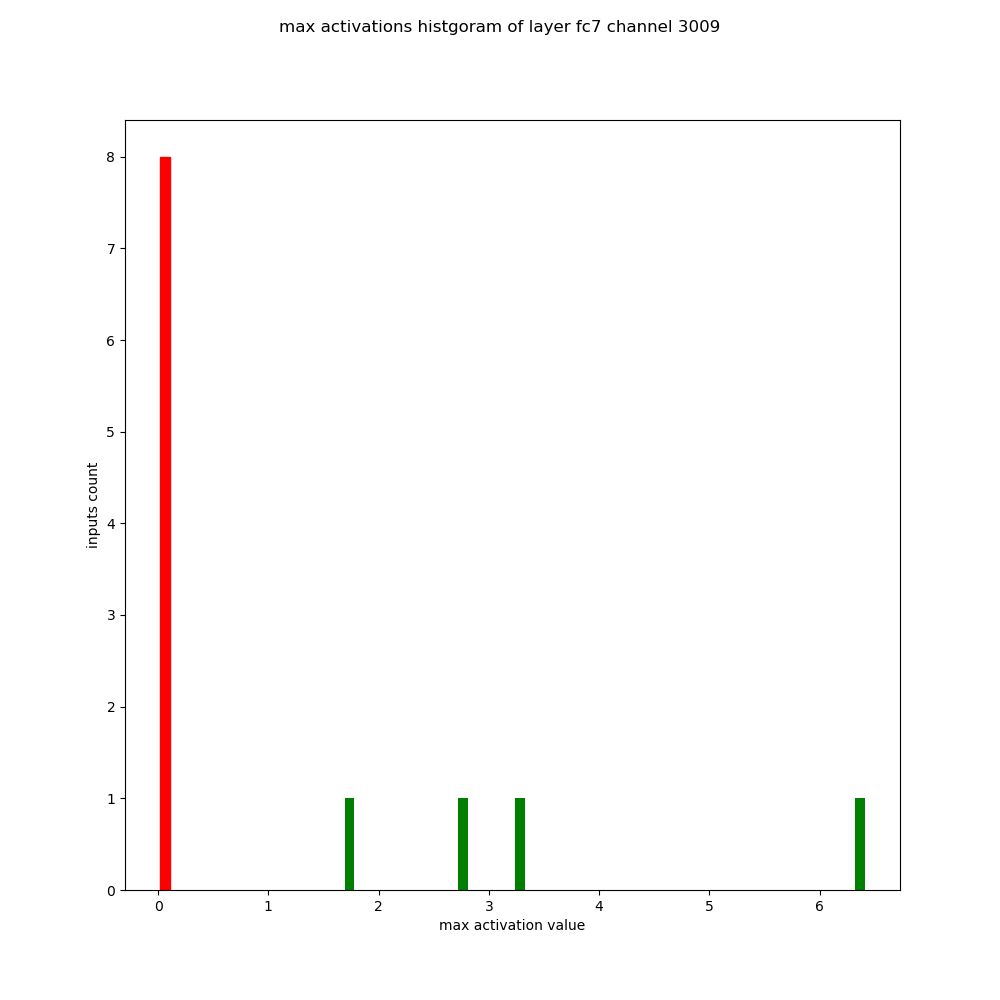 max activations histgoram of layer fc7 channel 3009
8
7
6
5
4
3
2
1
0
inputs count
0 1 2 3 4 5 6
max activation value